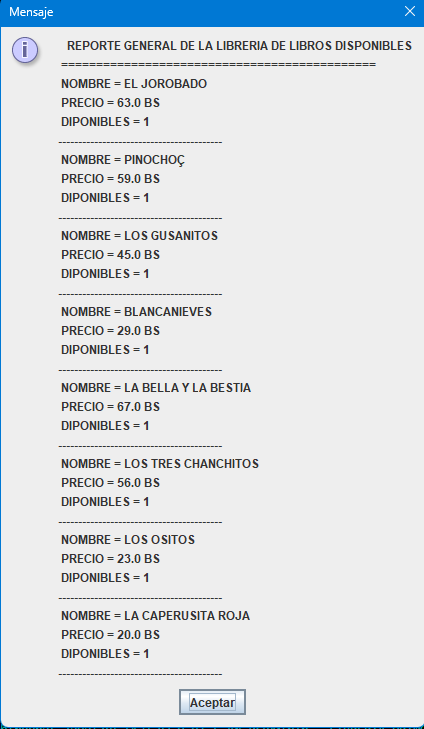 Mensaje
REPORTE GENERAL DE LA LIBRERIA DE LIBROS DISPONIBLES
=============================================
NOMBRE = EL JOROBADO
PRECIO = 63.0 BS
DIPONIBLES = 1
-----------------------------------------
NOMBRE = PINOCHOÇ
PRECIO = 59.0 BS
DIPONIBLES = 1
-----------------------------------------
NOMBRE = LOS GUSANITOS
PRECIO = 45.0 BS
DIPONIBLES = 1
-----------------------------------------
NOMBRE = BLANCANIEVES
PRECIO = 29.0 BS
DIPONIBLES = 1
-----------------------------------------
NOMBRE = LA BELLA Y LA BESTIA
PRECIO = 67.0 BS
DIPONIBLES = 1
-----------------------------------------
NOMBRE = LOS TRES CHANCHITOS
PRECIO = 56.0 BS
DIPONIBLES = 1
-----------------------------------------
NOMBRE = LOS OSITOS
PRECIO = 23.0 BS
DIPONIBLES = 1
-----------------------------------------
NOMBRE = LA CAPERUSITA ROJA
PRECIO = 20.0 BS
DIPONIBLES = 1
-----------------------------------------
Aceptar